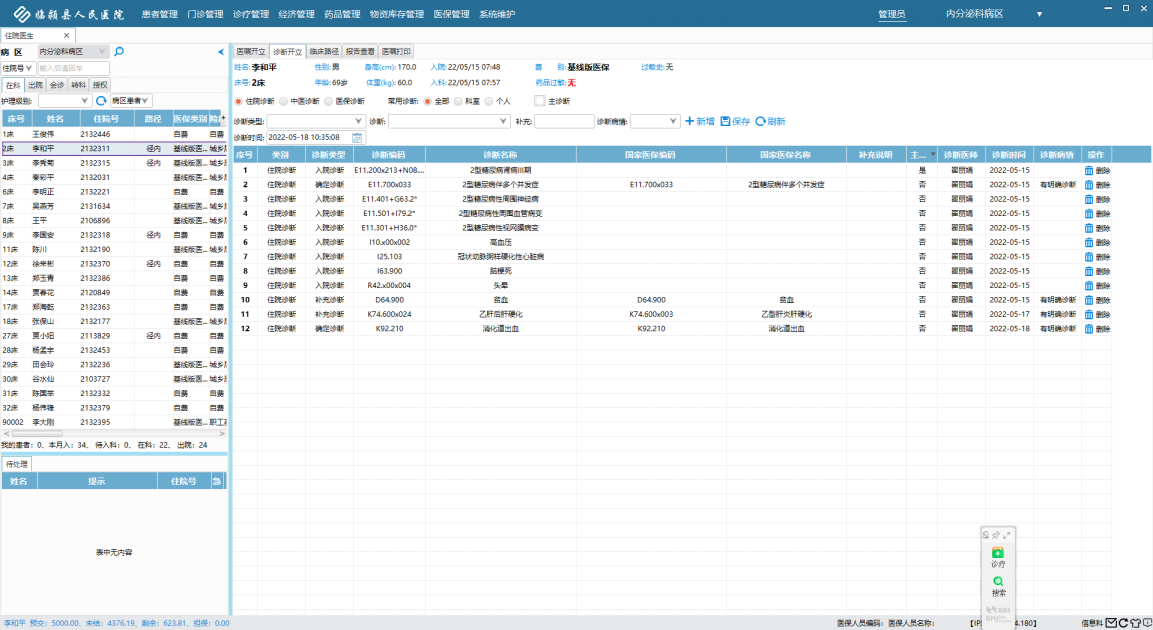 临颍县人民医院 患者管理 门诊管理 诊疗管理 经济管理 药品管理 物资库存管理 医保管理 系统维护 管理员 内分泌科病区
住院医生 ×
病 区 内分泌科病区
住院号 输入后请回车
在科 出院 会诊 转科 授权
护理级别: 病区患者
床号 姓名 住院号 路径 医保类别
1床 王俊伟 2132446 自费 自费
2床 李和平 2132311 径内 基线版医... 城乡
3床 李秀菊 2132315 径内 基线版医... 城乡
4床 秦彩平 2132031 基线版医... 城乡
6床 李明正 2132221 自费 自费
7床 吴燕芳 2131634 基线版医... 城乡
8床 王平 2106896 基线版医... 城乡
9床 李国安 2132318 径内 自费 自费
11床 陈川 2132190 基线版医... 城乡
12床 徐来彬 2132370 径内 自费 自费
13床 郑玉青 2132386 自费 自费
14床 贾春花 2120849 自费 自费
17床 郑海乾 2132363 自费 自费
18床 张保山 2132177 基线版医... 城乡
27床 贾小妞 2113829 径内 自费 自费
28床 杨孟宇 2132453 自费 自费
29床 田会玲 2132236 基线版医... 城乡
30床 谷水仙 2103727 基线版医... 城乡
31床 陈国举 2132332 自费 自费
32床 杨伟锋 2132379 自费 自费
90002 李大刚 2132395 基线版医... 职工
我的患者: 0, 本月入: 34, 待入科: 0, 在科: 22, 出院: 24
待处理
姓名 提示 住院号 急
表中无内容
医嘱开立 诊断开立 临床路径 报告查看 医嘱打印
姓名: 李和平 性别: 男 身高(cm): 170.0 入院: 22/05/15 07:48 费 别: 基线版医保 过敏史: 无
床号: 2床 年龄: 69岁 体重(kg): 60.0 入科: 22/05/15 07:57 药品过敏: 无
住院诊断 中医诊断 医保诊断 常用诊断: 全部 科室 个人 主诊断
诊断类型: 诊断: 补充: 诊断病情: 新增 保存 刷新
诊断时间: 2022-05-18 10:35:08
序号 类别 诊断类型 诊断编码 诊断名称 国家医保编码 国家医保名称 补充说明 主... 诊断医师 诊断时间 诊断病情 操作
1 住院诊断 入院诊断 E11.200x213+N08.... 2型糖尿病肾病III期 是 翟丽娟 2022-05-15 删除
2 住院诊断 确定诊断 E11.700x033 2型糖尿病伴多个并发症 E11.700x033 2型糖尿病伴多个并发症 否 翟丽娟 2022-05-15 有明确诊断 删除
3 住院诊断 入院诊断 E11.401+G63.2* 2型糖尿病性周围神经病 否 翟丽娟 2022-05-15 删除
4 住院诊断 入院诊断 E11.501+I79.2* 2型糖尿病性周围血管病变 否 翟丽娟 2022-05-15 删除
5 住院诊断 入院诊断 E11.301+H36.0* 2型糖尿病性视网膜病变 否 翟丽娟 2022-05-15 删除
6 住院诊断 入院诊断 I10.x00x002 高血压 否 翟丽娟 2022-05-15 删除
7 住院诊断 入院诊断 I25.103 冠状动脉粥样硬化性心脏病 否 翟丽娟 2022-05-15 删除
8 住院诊断 入院诊断 I63.900 脑梗死 否 翟丽娟 2022-05-15 删除
9 住院诊断 入院诊断 R42.x00x004 头晕 否 翟丽娟 2022-05-15 删除
10 住院诊断 补充诊断 D64.900 贫血 D64.900 贫血 否 翟丽娟 2022-05-15 有明确诊断 删除
11 住院诊断 补充诊断 K74.600x024 乙肝后肝硬化 K74.600x003 乙型肝炎肝硬化 否 翟丽娟 2022-05-17 有明确诊断 删除
12 住院诊断 确定诊断 K92.210 消化道出血 K92.210 消化道出血 否 翟丽娟 2022-05-18 有明确诊断 删除
诊疗
搜索
李和平 预交: 5000.00, 未结: 4376.19, 剩余: 623.81, 担保: 0.00 医保人员编码: 医保人员名称: 4.180】 信息科